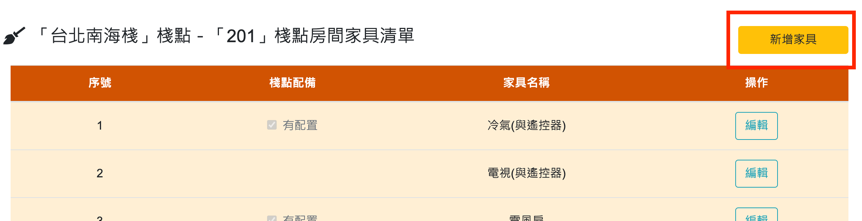 「台北南海棧」棧點 - 「201」棧點房間家具清單
新增家具
序號 棧點配備 家具名稱 操作
1 有配置 冷氣(與遙控器) 編輯
2 電視(與遙控器) 編輯
3 有配置 電風扇 編輯